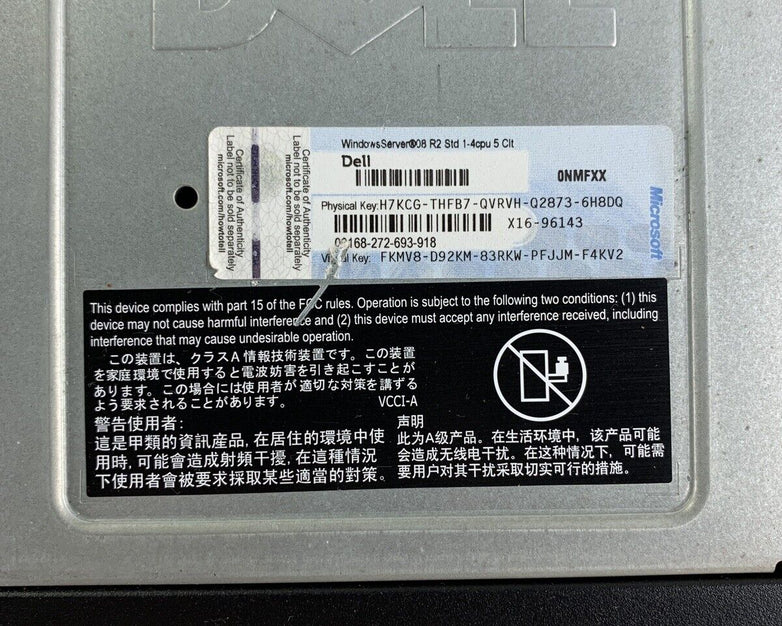 DELL
WindowsServer®08 R2 Std 1-4cpu 5 Clt
Dell
0NMFXX
Physical Key:H7KCG-THFB7-QVRVH-Q2873-6H8DQ
X16-96143
00168-272-693-918
Virtual Key: FKMV8-D92KM-83RKW-PFJJM-F4KV2
Microsoft
Certificate of Authenticity
Label not to be sold separately
microsoft.com/howtotell
Certificate of Authenticity
Label not to be sold separately
microsoft.com/howtotell
This device complies with part 15 of the FCC rules. Operation is subject to the following two conditions: (1) this
device may not cause harmful interference and (2) this device must accept any interference received, including
interference that may cause undesirable operation.
この装置は、クラスA情報技術装置です。この装置
を家庭環境で使用すると電波妨害を引き起こすことが
あります。この場合には使用者が適切な対策を講ずる
よう要求されることがあります。 VCCI-A
警告使用者:
這是甲類的資訊産品, 在居住的環境中使
用時, 可能會造成射頻干擾, 在這種情況
下使用者會被要求採取某些適當的對策。
声明
此为A级产品。在生活环境中，该产品可能
会造成无线电干扰。在这种情况下，可能需
要用户对其干扰采取切实可行的措施。